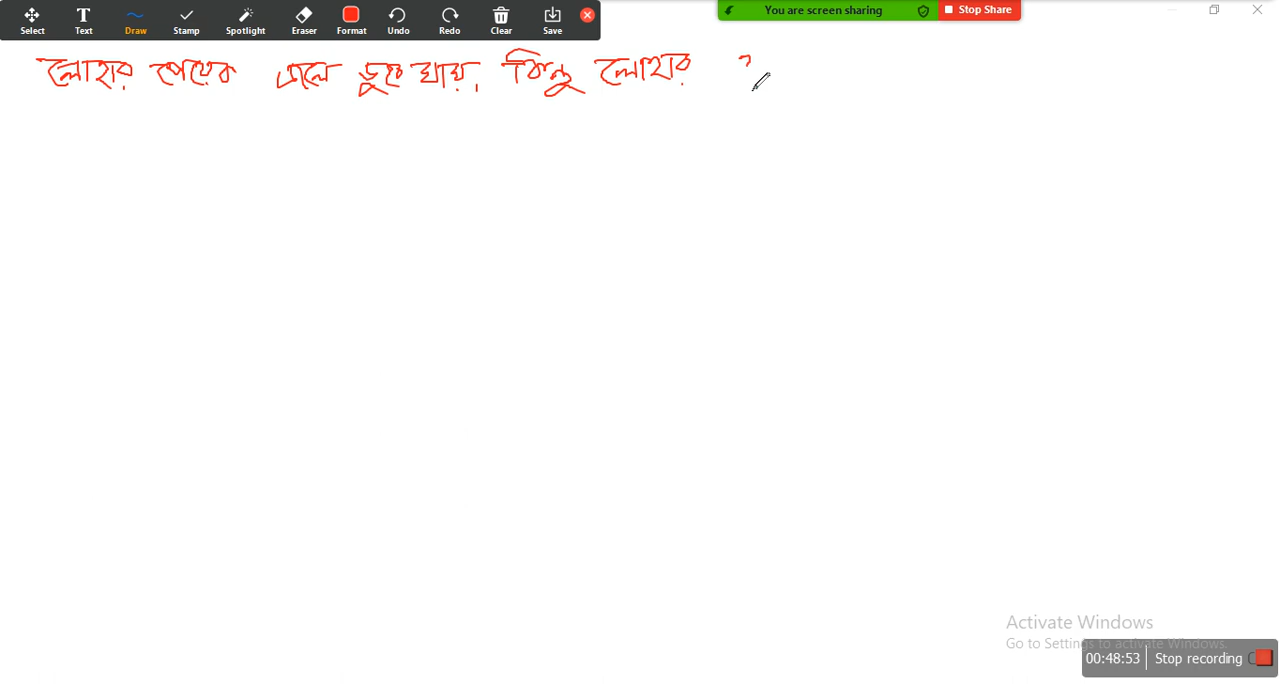 Select Text Draw Stamp Spotlight Eraser Format Undo Redo Clear Save
You are screen sharing Stop Share
লোহার পেরেক জলে ডুবে যায়, কিন্তু লোহার
Activate Windows
Go to Settings to activate Windows.
00:48:53 Stop recording